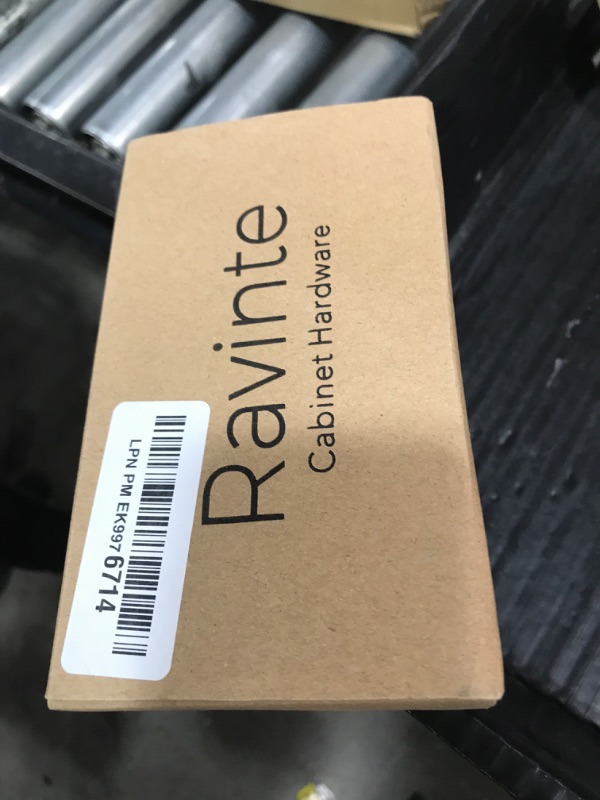 Ravinte
Cabinet Hardware
LPN PM EK9976714